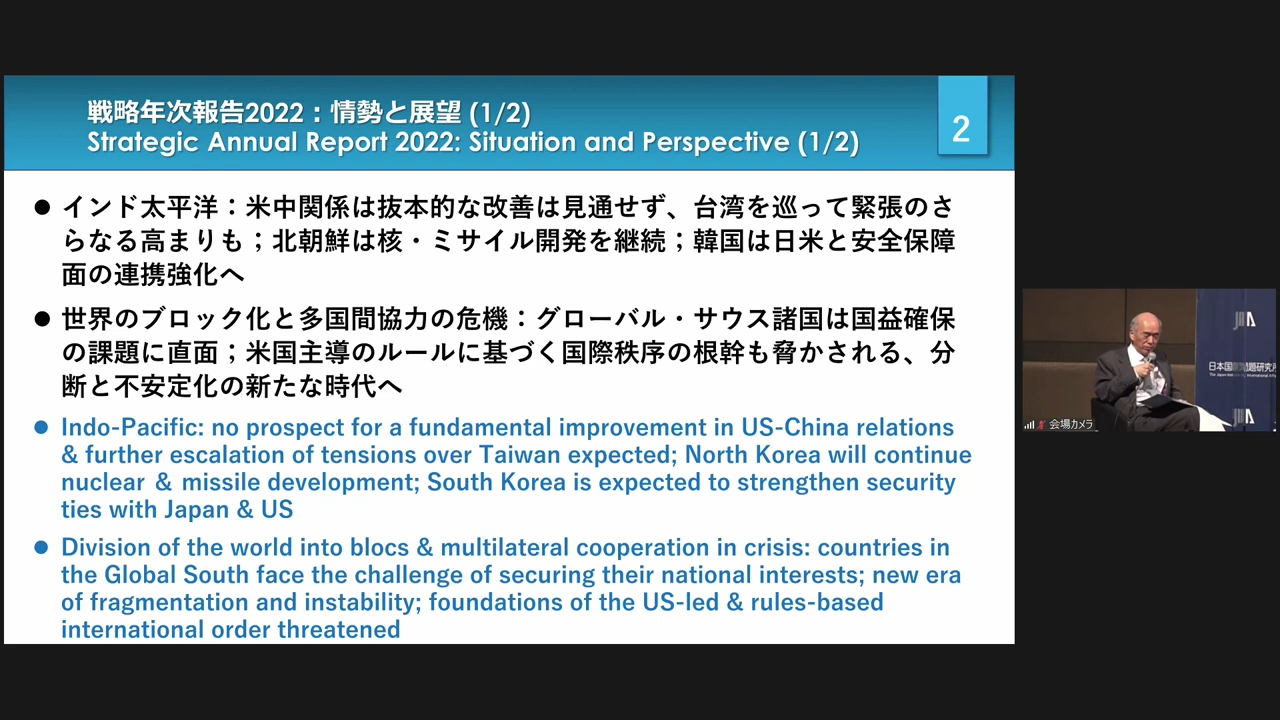 戦略年次報告2022：情勢と展望 (1/2)
Strategic Annual Report 2022: Situation and Perspective (1/2)
2
● インド太平洋：米中関係は抜本的な改善は見通せず、台湾を巡って緊張のさ
らなる高まりも；北朝鮮は核・ミサイル開発を継続；韓国は日米と安全保障
面の連携強化へ
● 世界のブロック化と多国間協力の危機：グローバル・サウス諸国は国益確保
の課題に直面；米国主導のルールに基づく国際秩序の根幹も脅かされる、分
断と不安定化の新たな時代へ
● Indo-Pacific: no prospect for a fundamental improvement in US-China relations
& further escalation of tensions over Taiwan expected; North Korea will continue
nuclear ＆ missile development; South Korea is expected to strengthen security
ties with Japan & US
● Division of the world into blocs & multilateral cooperation in crisis: countries in
the Global South face the challenge of securing their national interests; new era
of fragmentation and instability; foundations of the US-led & rules-based
international order threatened
JIIA
日本国際問題研究所
The Japan Institute of International Affairs
JIIA
会場カメラ